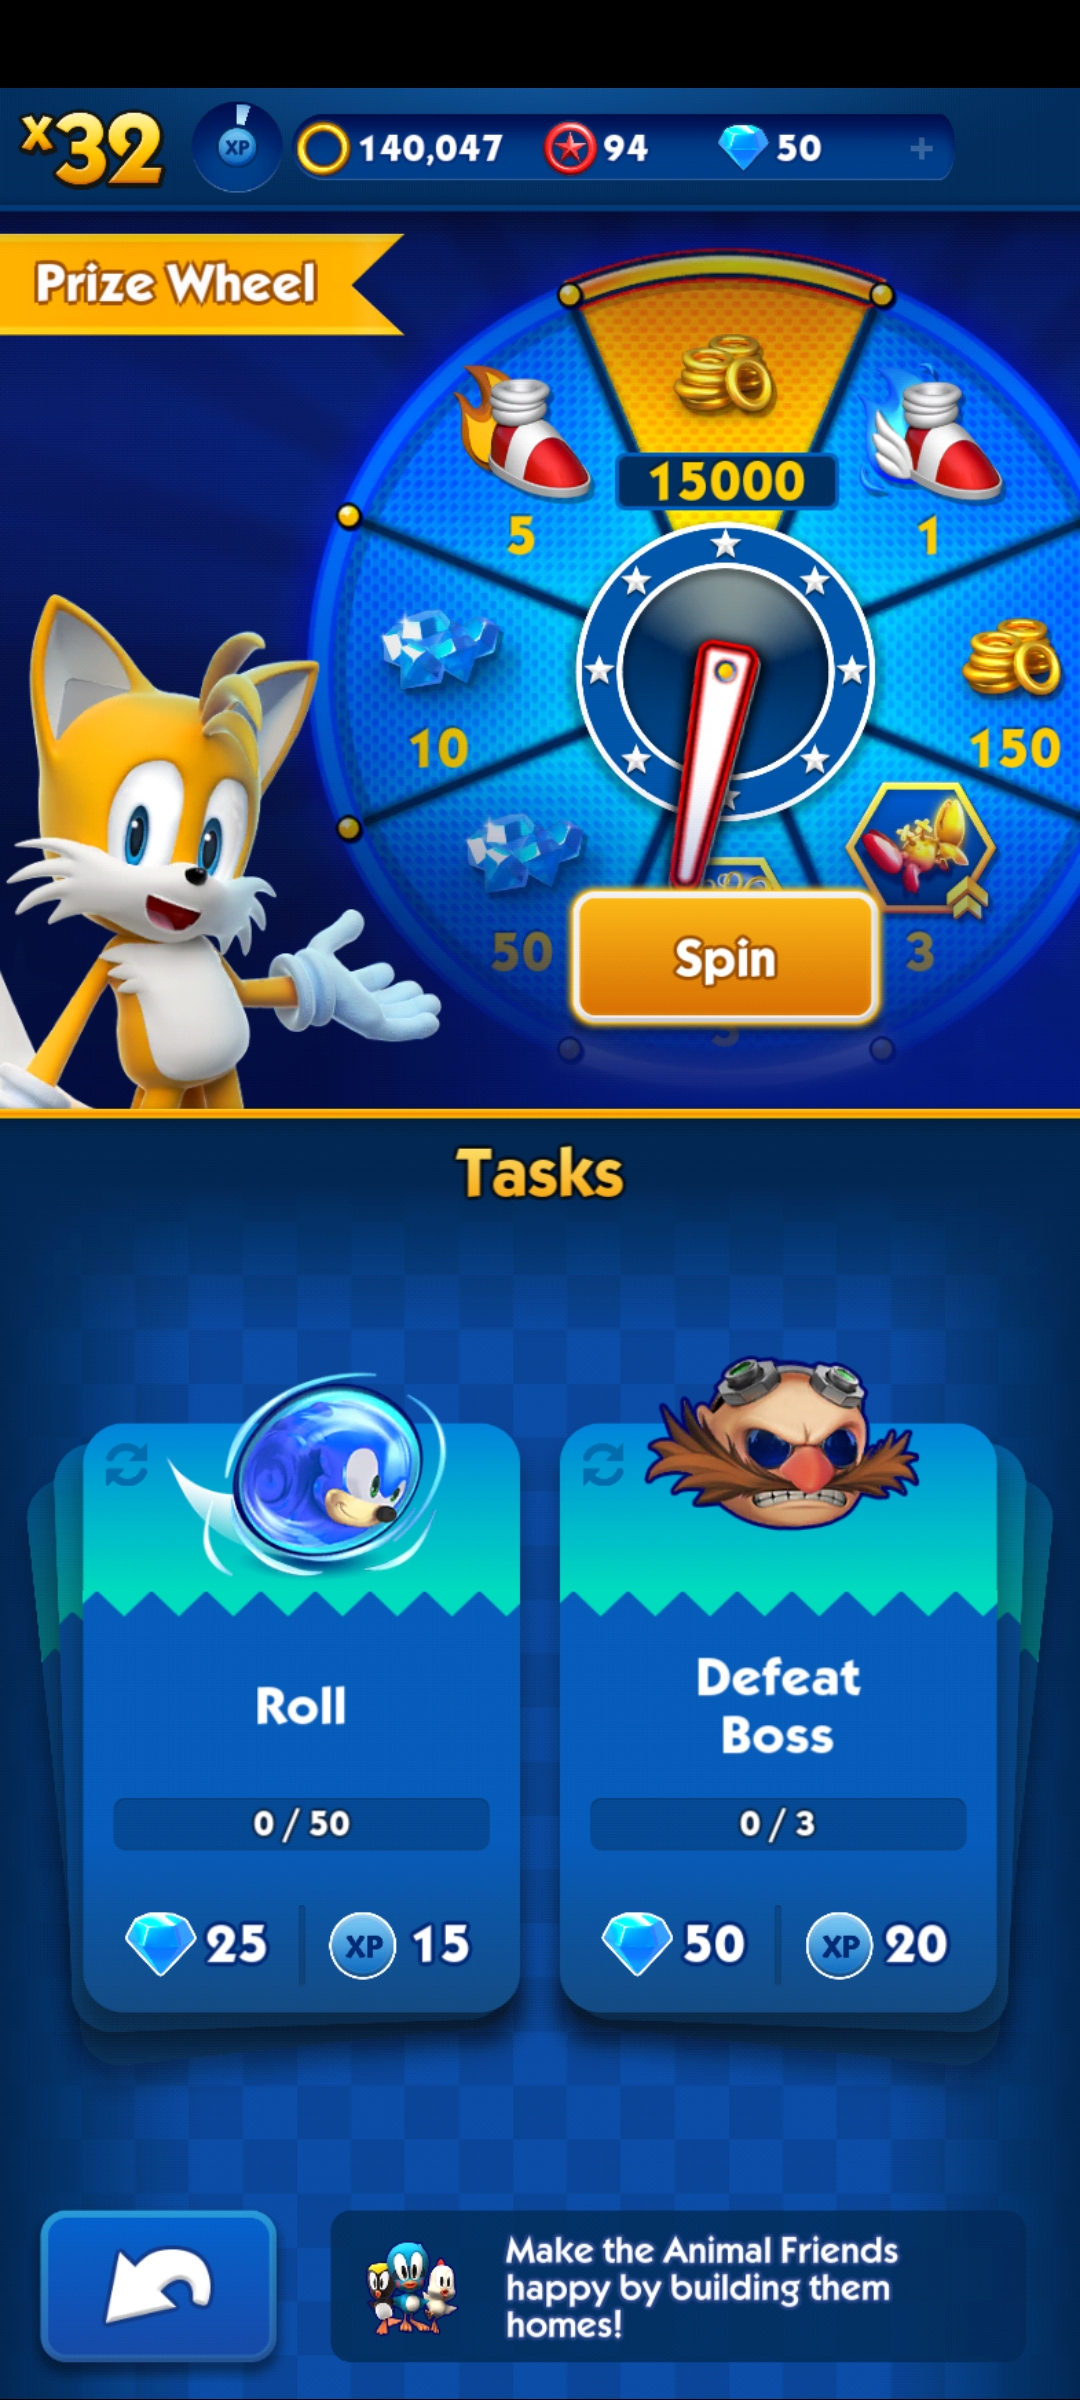 x32
XP
140,047
94
50
+
Prize Wheel
15000
5
1
10
150
50
3
Spin
3
Tasks
Roll
0 / 50
25
XP
15
Defeat
Boss
0 / 3
50
XP
20
Make the Animal Friends
happy by building them
homes!